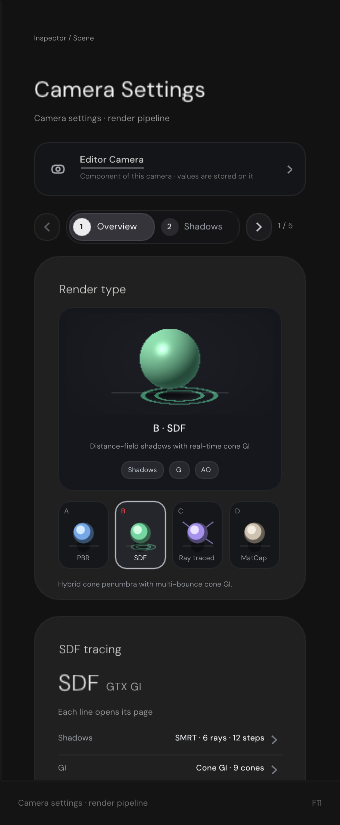 Inspector / Scene
Camera Settings
Camera settings · render pipeline
Editor Camera
Component of this camera · values are stored on it
1 Overview 2 Shadows 1 / 5
Render type
B · SDF
Distance-field shadows with real-time cone GI
Shadows GI AO
A B C D
PBR SDF Ray traced MatCap
Hybrid cone penumbra with multi-bounce cone GI.
SDF tracing
SDF GTX GI
Each line opens its page
Shadows SMRT · 6 rays · 12 steps
GI Cone GI · 9 cones
Camera settings · render pipeline F11